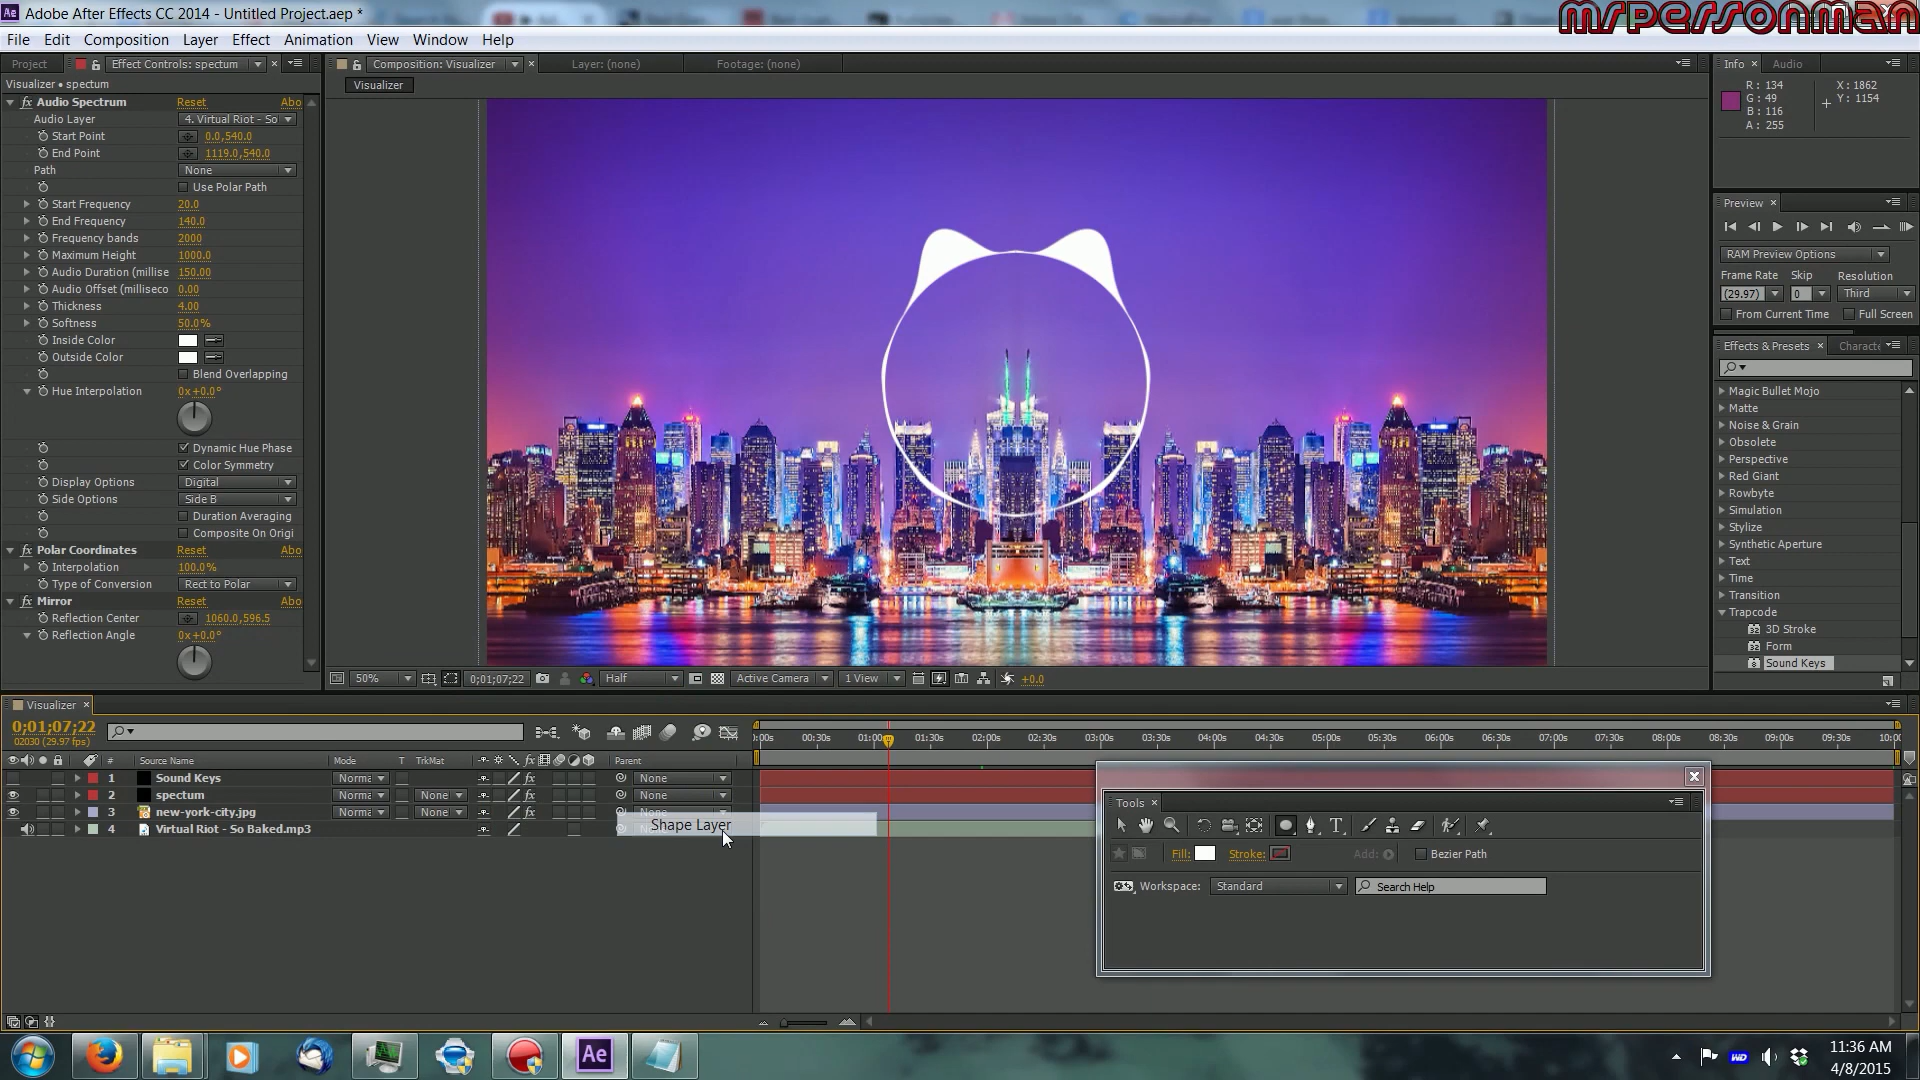 Adobe After Effects CC 2014 - Untitled Project.aep *
mrpersonman
File Edit Composition Layer Effect Animation View Window Help
Project Effect Controls: spectum Composition: Visualizer Layer: (none) Footage: (none) Info Audio
Visualizer • spectum
Visualizer
R: 134
G: 49
B: 116
A: 255
X: 1862
Y: 1154
Audio Spectrum Reset Abo
Audio Layer 4. Virtual Riot - So
Start Point 0.0,540.0
End Point 1119.0,540.0
Path None
Use Polar Path
Start Frequency 20.0
End Frequency 140.0
Frequency bands 2000
Maximum Height 1000.0
Audio Duration (millise 150.00
Audio Offset (milliseco 0.00
Thickness 4.00
Softness 50.0%
Inside Color
Outside Color
Blend Overlapping
Hue Interpolation 0x+0.0°
Dynamic Hue Phase
Color Symmetry
Display Options Digital
Side Options Side B
Duration Averaging
Composite On Origi
Polar Coordinates Reset Abo
Interpolation 100.0%
Type of Conversion Rect to Polar
Mirror Reset Abo
Reflection Center 1060.0,596.5
Reflection Angle 0x+0.0°
Preview
RAM Preview Options
Frame Rate Skip Resolution
(29.97) 0 Third
From Current Time Full Screen
Effects & Presets Characte
Magic Bullet Mojo
Matte
Noise & Grain
Obsolete
Perspective
Red Giant
Rowbyte
Simulation
Stylize
Synthetic Aperture
Text
Time
Transition
Trapcode
3D Stroke
Form
Sound Keys
50% 0;01;07;22 Half Active Camera 1 View +0.0
Visualizer
0;01;07;22
02030 (29.97 fps)
:00s 00:30s 01:00s 01:30s 02:00s 02:30s 03:00s 03:30s 04:00s 04:30s 05:00s 05:30s 06:00s 06:30s 07:00s 07:30s 08:00s 08:30s 09:00s 09:30s 10:0
# Source Name Mode T TrkMat Parent
1 Sound Keys Norma None
2 spectum Norma None None
3 new-york-city.jpg Norma None None
4 Virtual Riot - So Baked.mp3
Shape Layer
Tools
Fill: Stroke: Add: Bezier Path
Workspace: Standard Search Help
Ae
11:36 AM
4/8/2015